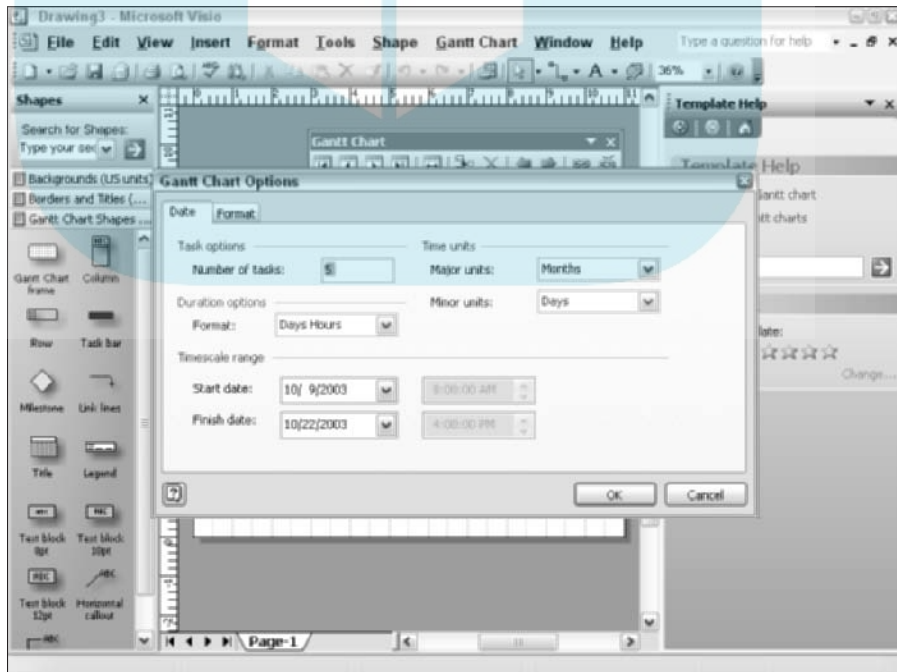 Drawing3 - Microsoft Visio
File Edit View Insert Format Tools Shape Gantt Chart Window Help
Type a question for help
36%
Shapes
Search for Shapes:
Type your sea
Backgrounds (US units)
Borders and Titles (...
Gantt Chart Shapes ...
Gantt Chart frame
Column
Row
Task bar
Milestone
Link lines
Title
Legend
Text block 8pt
Text block 10pt
Text block 12pt
Horizontal callout
Gantt Chart
Template Help
Template Help
Gantt chart
tt charts
late:
Change...
Gantt Chart Options
Date Format
Task options
Number of tasks: 5
Time units
Major units: Months
Minor units: Days
Duration options
Format: Days Hours
Timescale range
Start date: 10/ 9/2003 8:00:00 AM
Finish date: 10/22/2003 4:00:00 PM
OK Cancel
Page-1